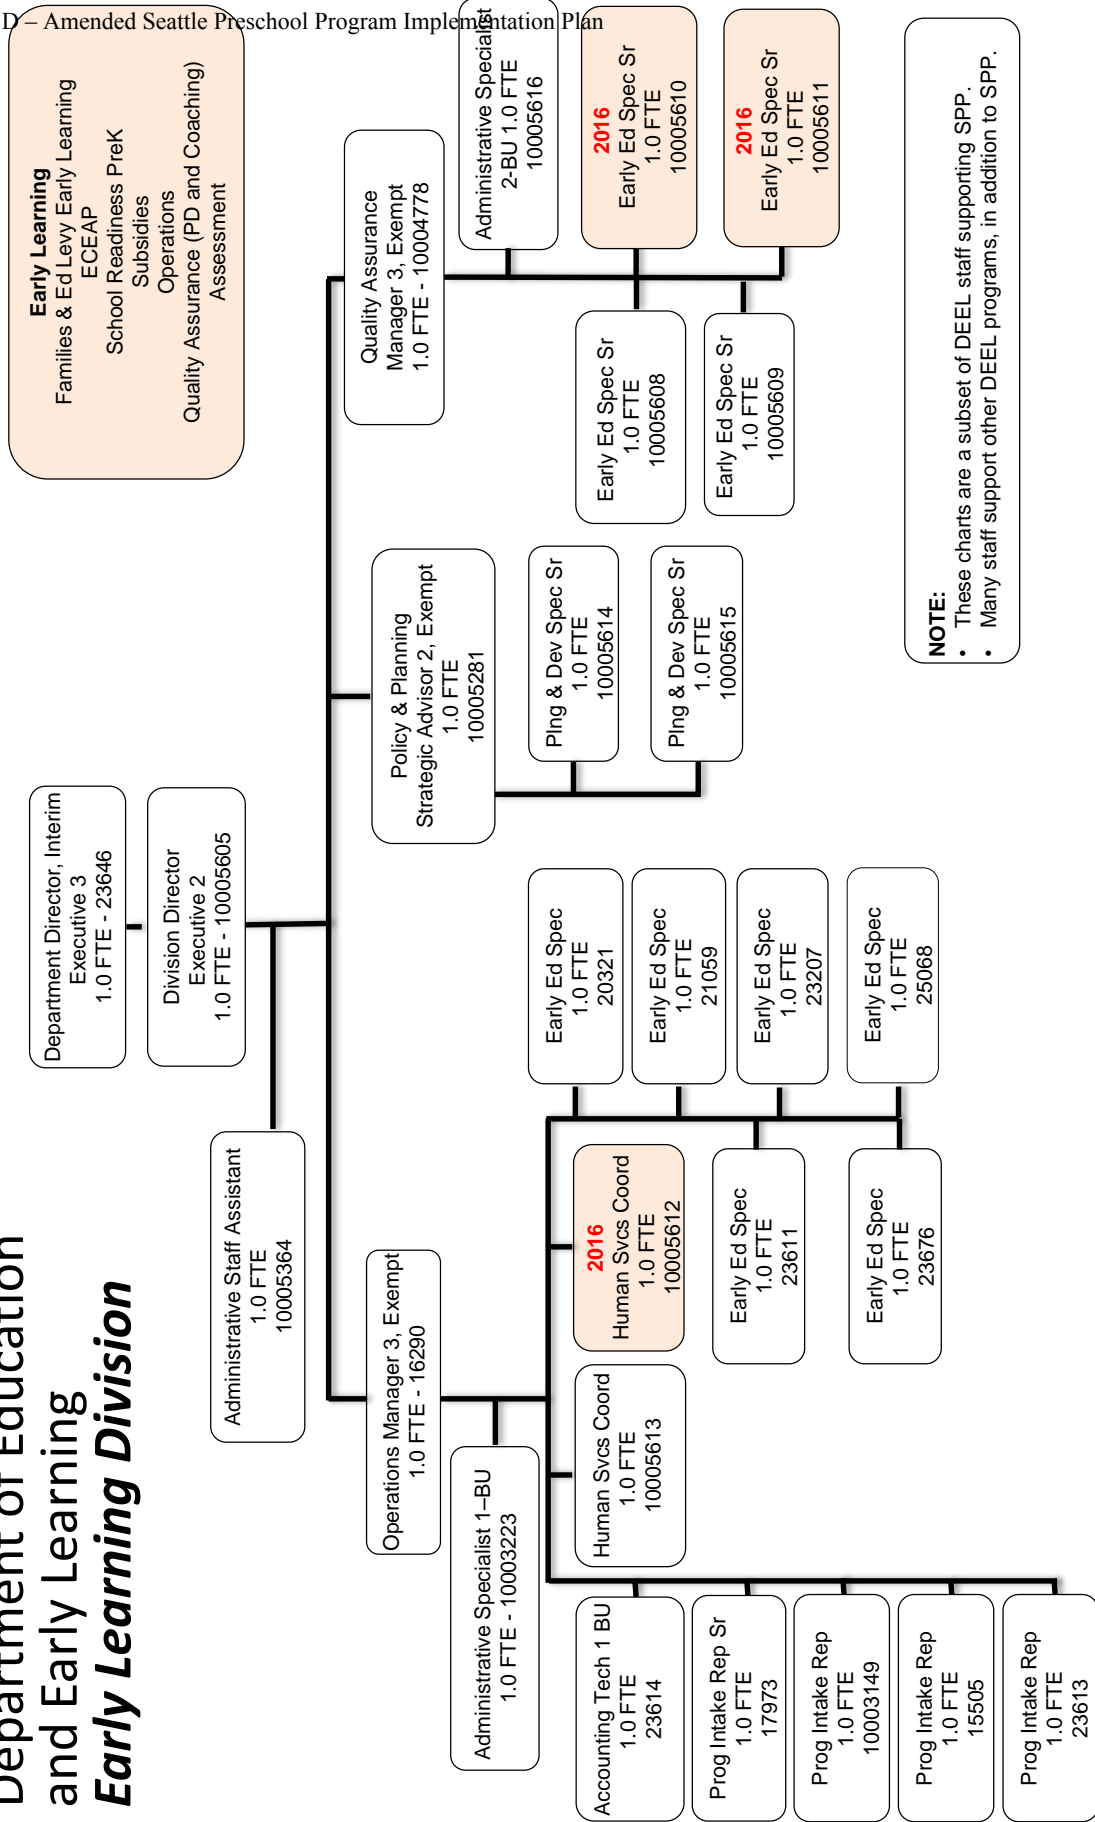 D – Amended Seattle Preschool Program Implementation Plan
Department of Education
and Early Learning
Early Learning Division
Early Learning
Families & Ed Levy Early Learning
ECEAP
School Readiness PreK
Subsidies
Operations
Quality Assurance (PD and Coaching)
Assessment
Department Director, Interim
Executive 3
1.0 FTE - 23646
Division Director
Executive 2
1.0 FTE - 10005605
Administrative Staff Assistant
1.0 FTE
10005364
Operations Manager 3, Exempt
1.0 FTE - 16290
Administrative Specialist 1–BU
1.0 FTE - 10003223
Accounting Tech 1 BU
1.0 FTE
23614
Prog Intake Rep Sr
1.0 FTE
17973
Prog Intake Rep
1.0 FTE
10003149
Prog Intake Rep
1.0 FTE
15505
Prog Intake Rep
1.0 FTE
23613
Human Svcs Coord
1.0 FTE
10005613
2016
Human Svcs Coord
1.0 FTE
10005612
Early Ed Spec
1.0 FTE
23611
Early Ed Spec
1.0 FTE
23676
Early Ed Spec
1.0 FTE
20321
Early Ed Spec
1.0 FTE
21059
Early Ed Spec
1.0 FTE
23207
Early Ed Spec
1.0 FTE
25068
Policy & Planning
Strategic Advisor 2, Exempt
1.0 FTE
10005281
Plng & Dev Spec Sr
1.0 FTE
10005614
Plng & Dev Spec Sr
1.0 FTE
10005615
Quality Assurance
Manager 3, Exempt
1.0 FTE - 10004778
Administrative Specialist
2-BU 1.0 FTE
10005616
Early Ed Spec Sr
1.0 FTE
10005608
Early Ed Spec Sr
1.0 FTE
10005609
2016
Early Ed Spec Sr
1.0 FTE
10005610
2016
Early Ed Spec Sr
1.0 FTE
10005611
NOTE:
• These charts are a subset of DEEL staff supporting SPP.
• Many staff support other DEEL programs, in addition to SPP.